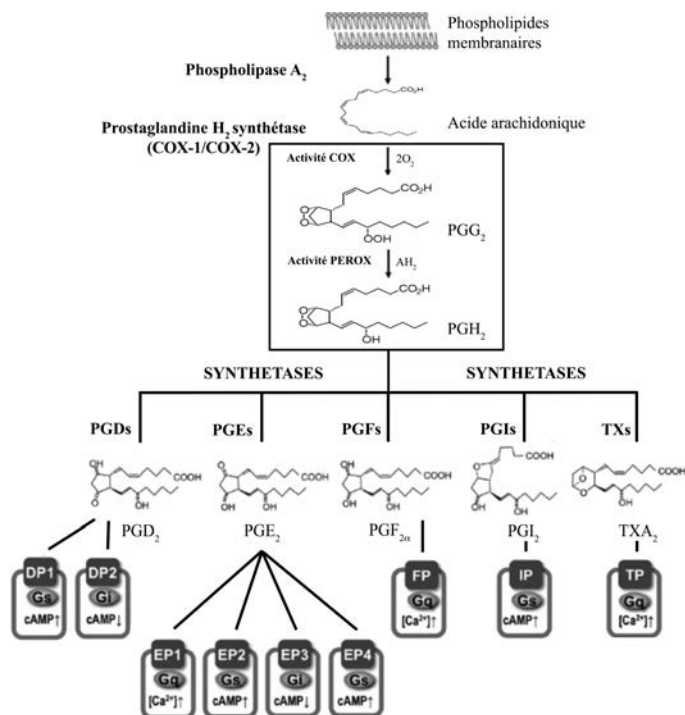 Phospholipides
membranaires
Phospholipase A₂
CO₂H
Prostaglandine H₂ synthétase
(COX-1/COX-2)
Acide arachidonique
Activité COX
2O₂
CO₂H
O
O
OOH
PGG₂
Activité PEROX
AH₂
CO₂H
O
O
OH
PGH₂
SYNTHETASES
SYNTHETASES
PGDs
PGEs
PGFs
PGIs
TXs
OH
COOH
O
OH
PGD₂
O
COOH
OH
OH
PGE₂
OH
COOH
OH
OH
PGF₂α
COOH
O
OH
OH
PGI₂
COOH
O
O
OH
TXA₂
DP1
Gs
cAMP↑
DP2
Gi
cAMP↓
FP
Gq
[Ca²⁺]↑
IP
Gs
cAMP↑
TP
Gq
[Ca²⁺]↑
EP1
Gq
[Ca²⁺]↑
EP2
Gs
cAMP↑
EP3
Gi
cAMP↓
EP4
Gs
cAMP↑